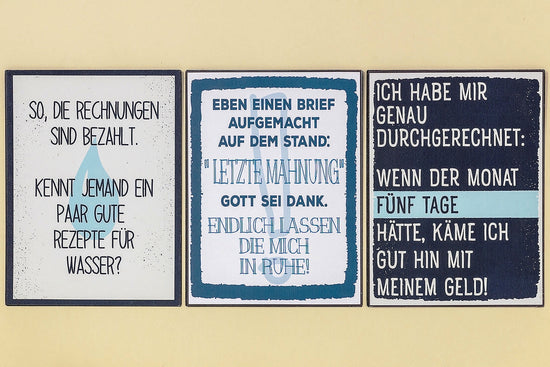 SO, DIE RECHNUNGEN
SIND BEZAHLT.
KENNT JEMAND EIN
PAAR GUTE
REZEPTE FÜR
WASSER?
EBEN EINEN BRIEF
AUFGEMACHT
AUF DEM STAND:
"LETZTE MAHNUNG"
GOTT SEI DANK.
ENDLICH LASSEN
DIE MICH
IN RUHE!
ICH HABE MIR
GENAU
DURCHGERECHNET:
WENN DER MONAT
FÜNF TAGE
HÄTTE, KÄME ICH
GUT HIN MIT
MEINEM GELD!